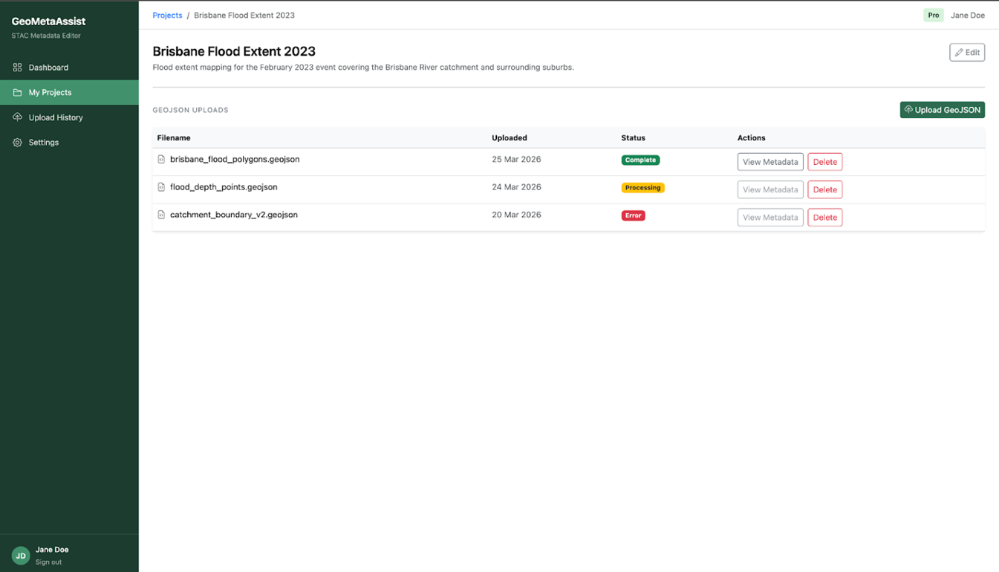 GeoMetaAssist
STAC Metadata Editor
Dashboard
My Projects
Upload History
Settings
JD
Jane Doe
Sign out
Projects / Brisbane Flood Extent 2023
Pro Jane Doe
Brisbane Flood Extent 2023
Edit
Flood extent mapping for the February 2023 event covering the Brisbane River catchment and surrounding suburbs.
GEOJSON UPLOADS
Upload GeoJSON
Filename Uploaded Status Actions
brisbane_flood_polygons.geojson 25 Mar 2026 Complete View Metadata Delete
flood_depth_points.geojson 24 Mar 2026 Processing View Metadata Delete
catchment_boundary_v2.geojson 20 Mar 2026 Error View Metadata Delete